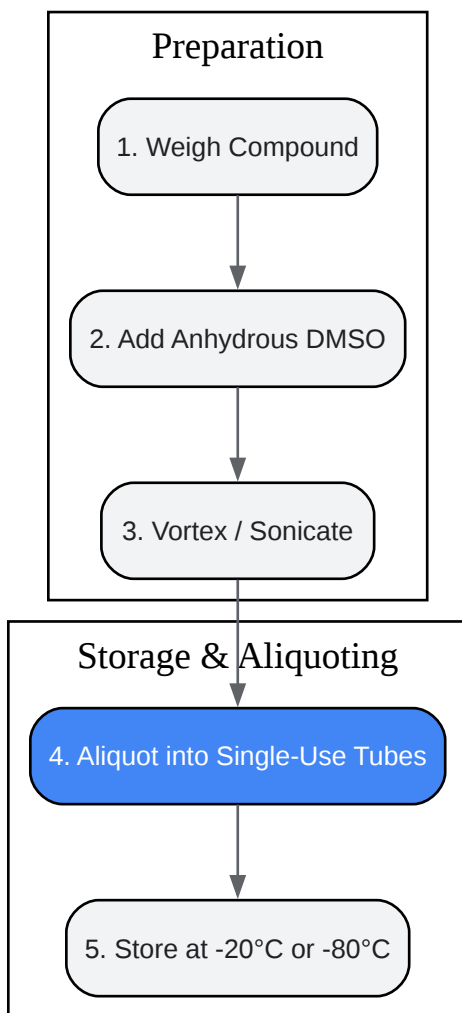 Preparation
1. Weigh Compound
2. Add Anhydrous DMSO
3. Vortex / Sonicate
Storage & Aliquoting
4. Aliquot into Single-Use Tubes
5. Store at -20°C or -80°C